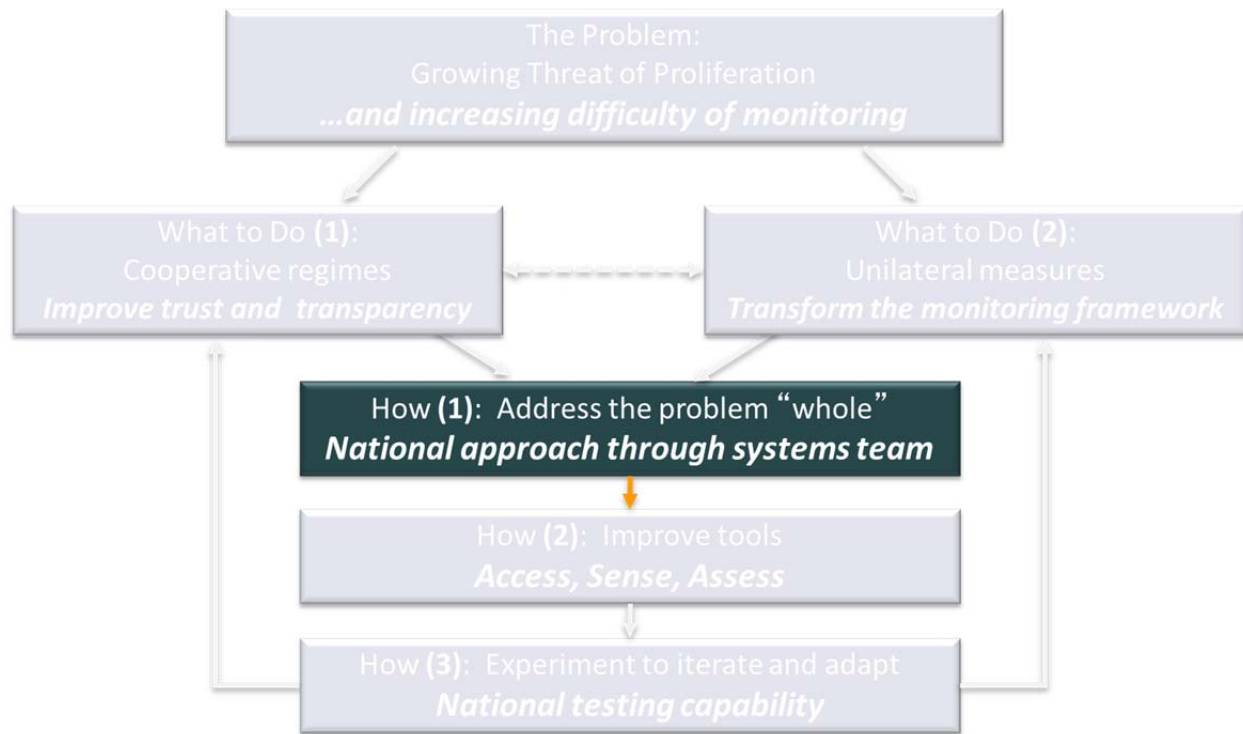 The Problem:
Growing Threat of Proliferation
...and increasing difficulty of monitoring
What to Do (1):
Cooperative regimes
Improve trust and transparency
What to Do (2):
Unilateral measures
Transform the monitoring framework
How (1): Address the problem “whole”
National approach through systems team
How (2): Improve tools
Access, Sense, Assess
How (3): Experiment to iterate and adapt
National testing capability